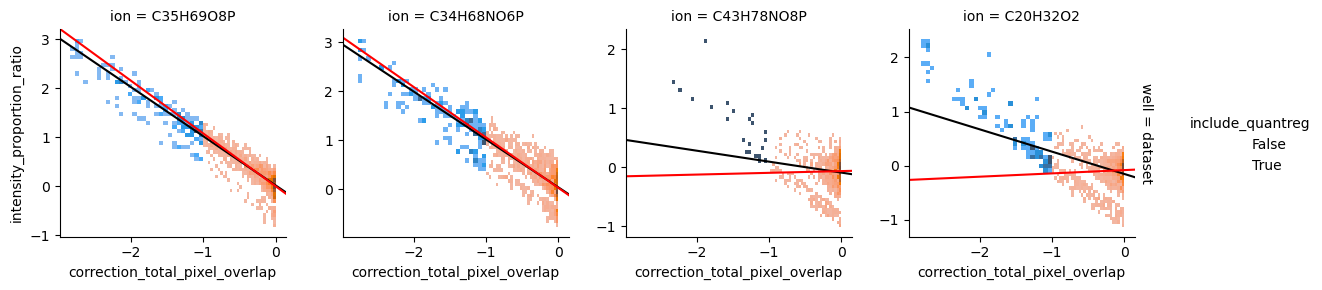 ion = C35H69O8P
ion = C34H68NO6P
ion = C43H78NO8P
ion = C20H32O2
intensity_proportion_ratio
3
2
1
0
−1
−2
−1
0
correction_total_pixel_overlap
3
2
1
0
−2
−1
0
correction_total_pixel_overlap
2
1
0
−1
−2
−1
0
correction_total_pixel_overlap
2
1
0
−1
−2
−1
0
correction_total_pixel_overlap
well = dataset
include_quantreg
False
True